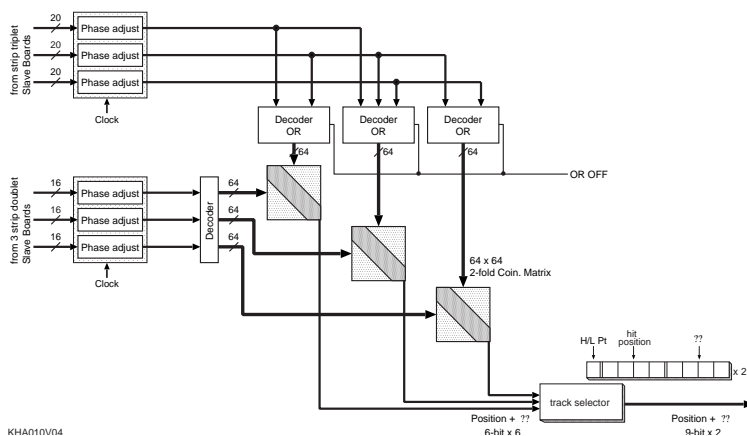 from strip triplet
Slave Boards
20
Phase adjust
20
Phase adjust
20
Phase adjust
Clock
Decoder
OR
Decoder
OR
Decoder
OR
64
64
64
OR OFF
from 3 strip doublet
Slave Boards
16
Phase adjust
16
Phase adjust
16
Phase adjust
Clock
Decoder
64
64
64
64 x 64
2-fold Coin. Matrix
H/L Pt
hit
position
??
x 2
track selector
Position + ??
6-bit x 6
Position + ??
9-bit x 2
KHA010V04